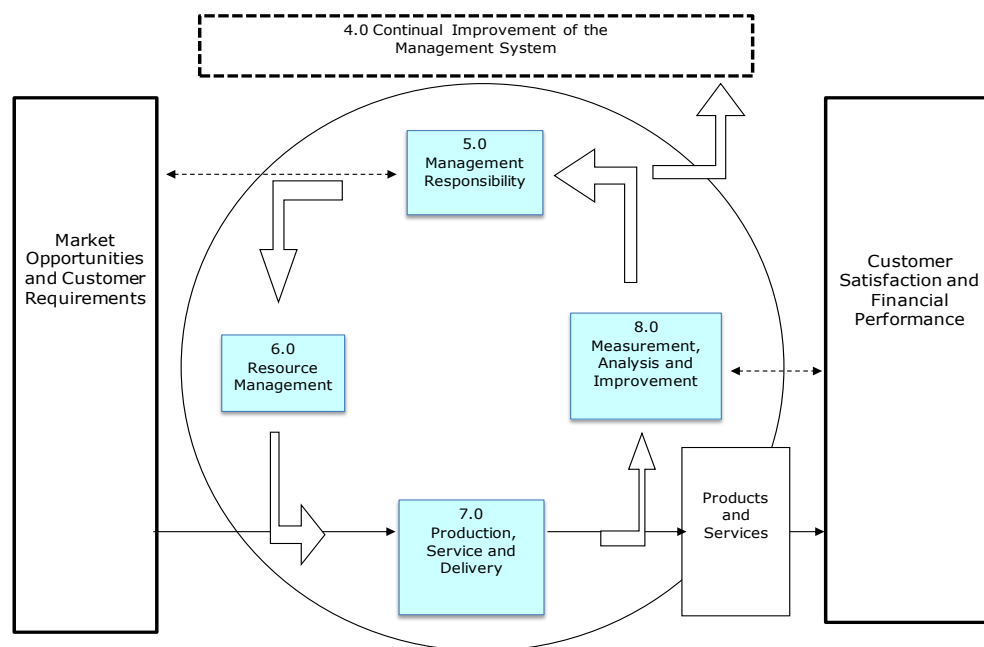 4.0 Continual Improvement of the
Management System
5.0
Management
Responsibility
Market
Opportunities
and Customer
Requirements
Customer
Satisfaction and
Financial
Performance
6.0
Resource
Management
8.0
Measurement,
Analysis and
Improvement
7.0
Production,
Service and
Delivery
Products
and
Services